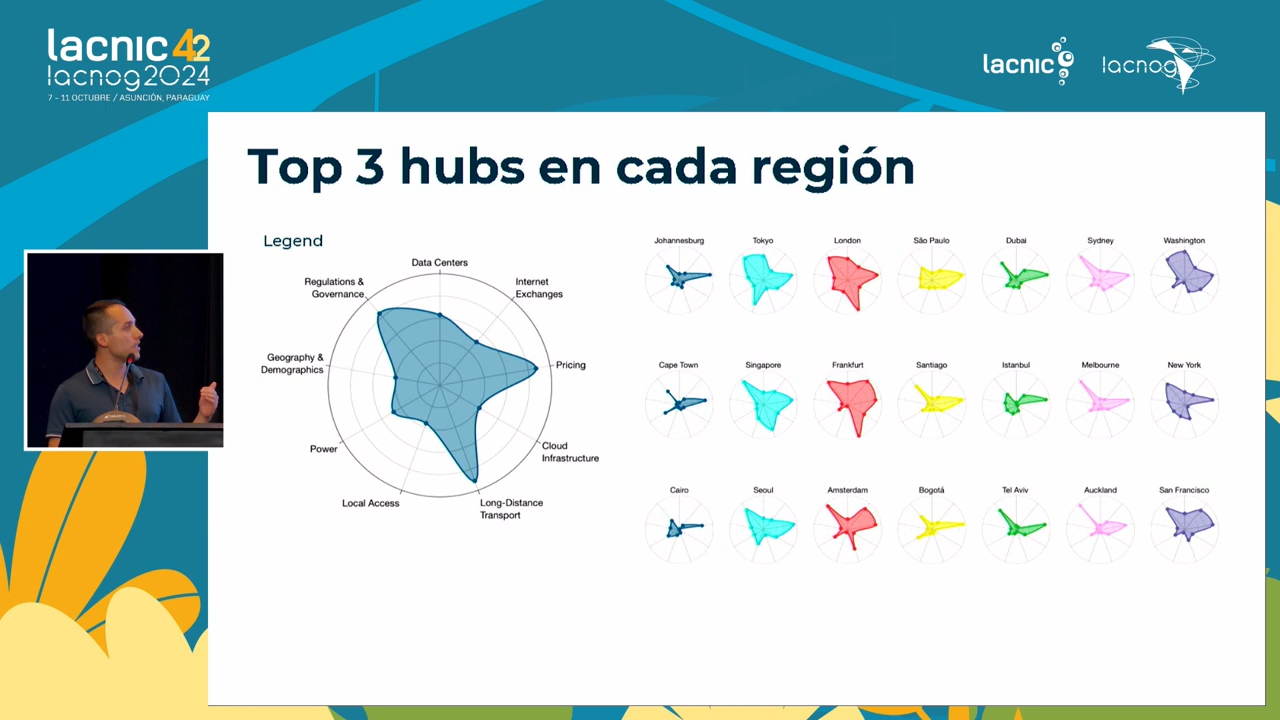 lacnic 42
lacnog2024
7 - 11 OCTUBRE / ASUNCIÓN, PARAGUAY
lacnic
lacnog
Top 3 hubs en cada región
Legend
Data Centers
Internet
Exchanges
Pricing
Cloud
Infrastructure
Long-Distance
Transport
Local Access
Power
Geography &
Demographics
Regulations &
Governance
Johannesburg
Tokyo
London
São Paulo
Dubai
Sydney
Washington
Cape Town
Singapore
Frankfurt
Santiago
Istanbul
Melbourne
New York
Cairo
Seoul
Amsterdam
Bogotá
Tel Aviv
Auckland
San Francisco